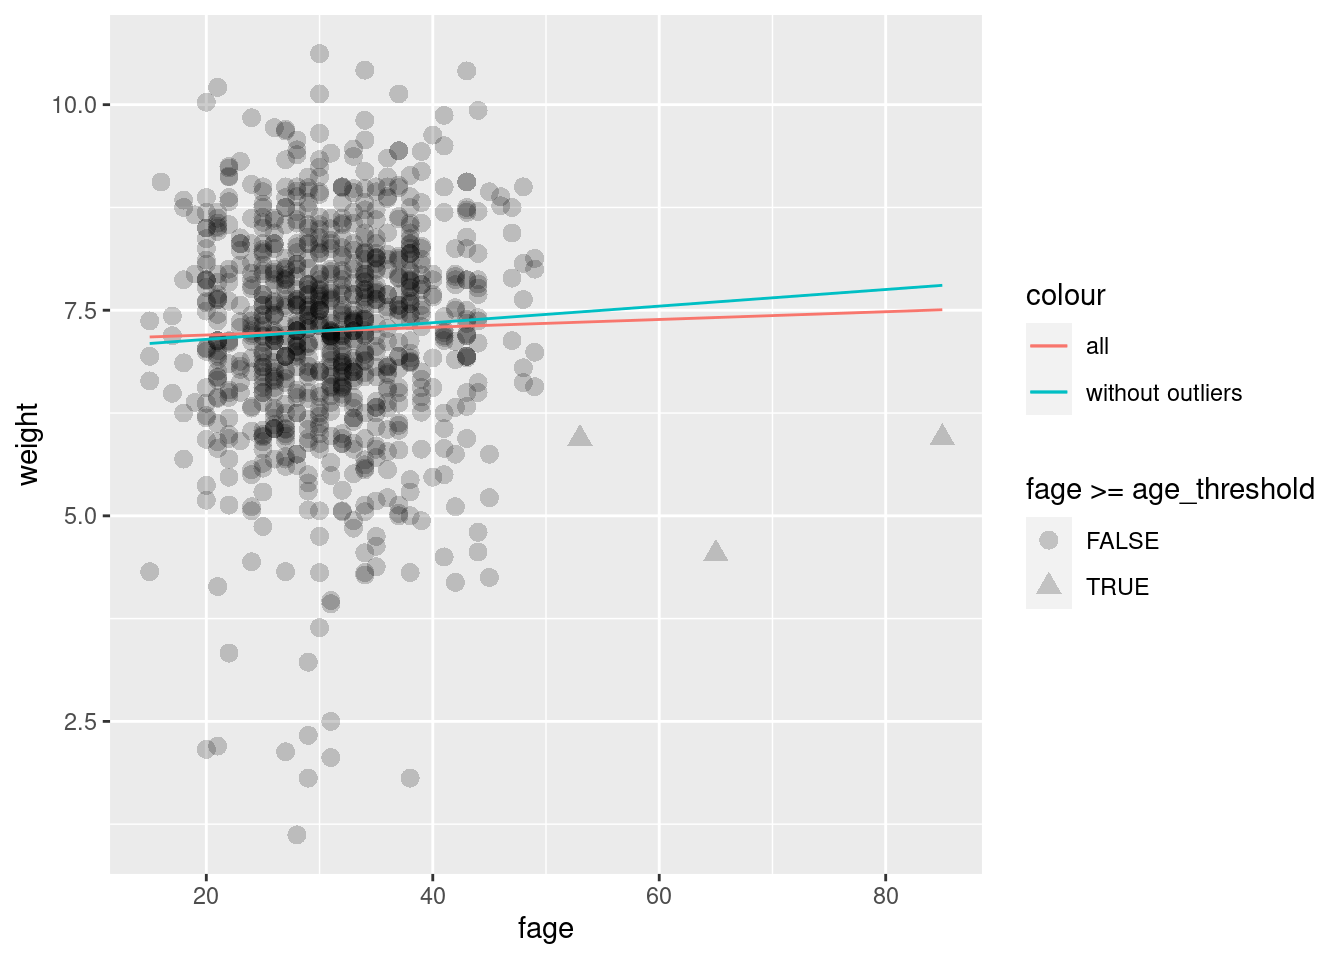 10.0
7.5
5.0
2.5
weight
20
40
60
80
fage
colour
all
without outliers
fage >= age_threshold
FALSE
TRUE